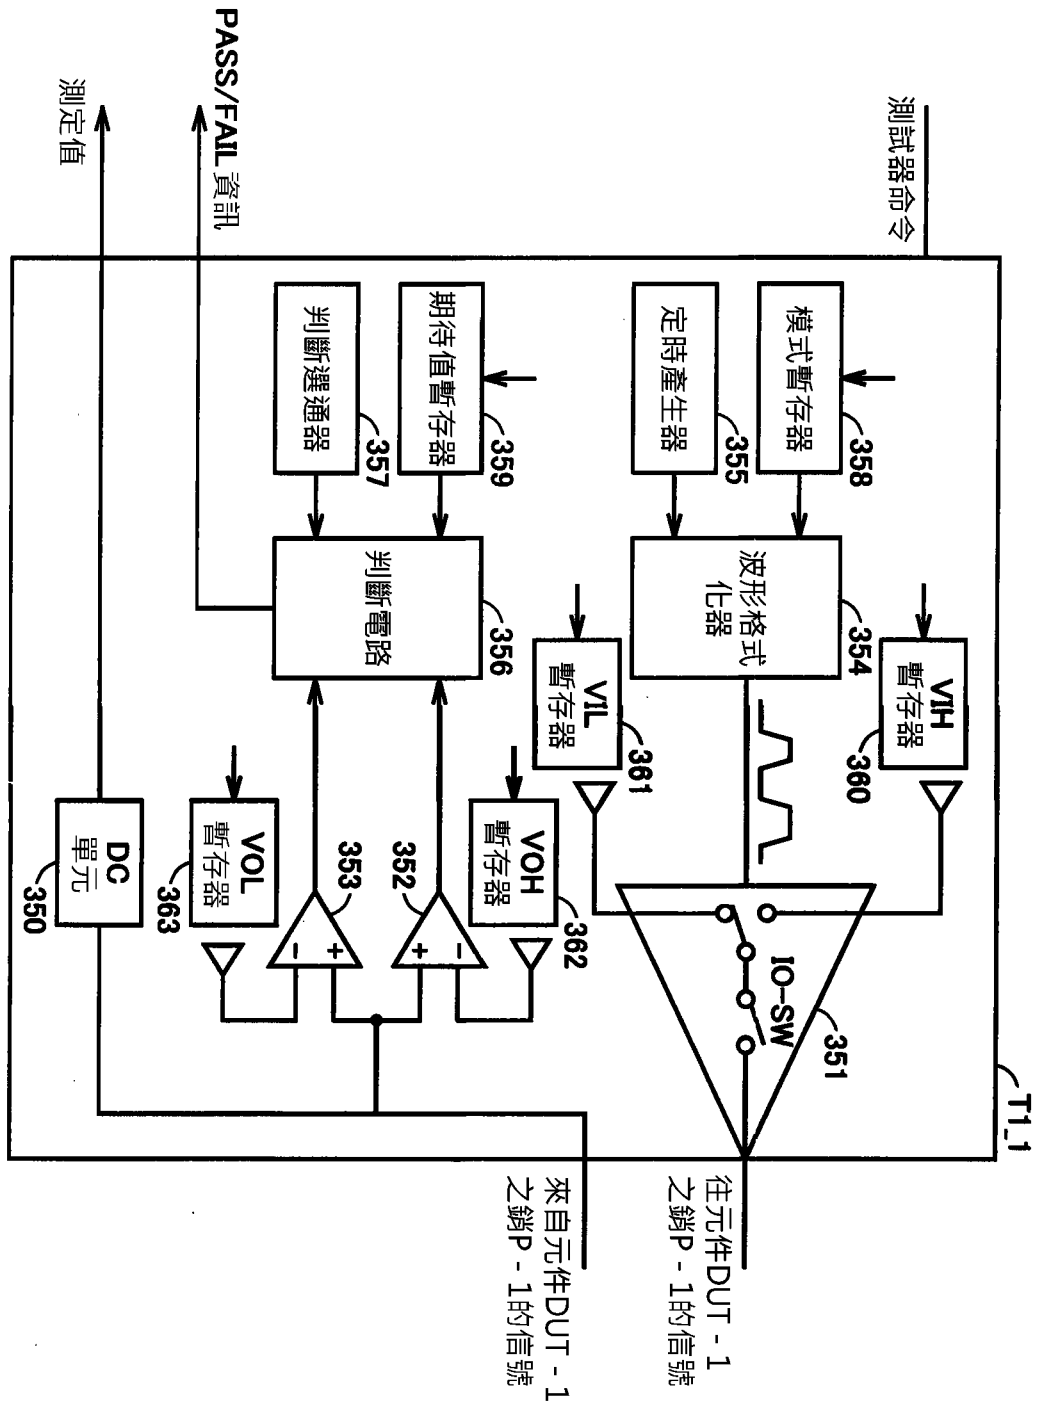 T1_1
測試器命令
模式暫存器
358
定時產生器
355
波形格式
化器
354
VIH
暫存器
360
VIL
暫存器
361
IO-SW
351
往元件DUT - 1
之銷P - 1的信號
期待值暫存器
359
判斷選通器
357
判斷電路
356
VOH
暫存器
362
352
+
-
353
+
-
VOL
暫存器
363
來自元件DUT - 1
之銷P - 1的信號
PASS/FAIL 資訊
測定值
DC
單元
350